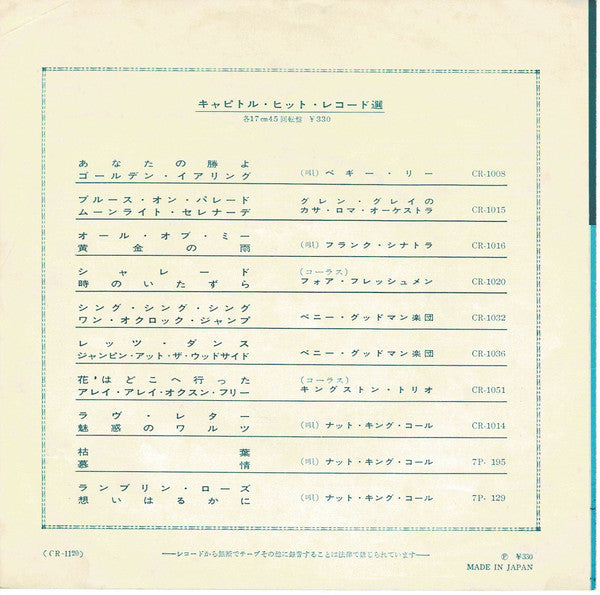 キャピトル・ヒット・レコード選
各17㎝45回転盤 ¥330
あなたの勝よ
ゴールデン・イアリング (唄) ペギー・リー CR-1008
ブルース・オン・パレード グレン・グレイの
ムーンライト・セレナーデ カサ・ロマ・オーケストラ CR-1015
オール・オブ・ミー
黄金の雨 (唄) フランク・シナトラ CR-1016
シャレード (コーラス)
時のいたずら フォア・フレッシュメン CR-1020
シング・シング・シング
ワン・オクロック・ジャンプ ベニー・グッドマン楽団 CR-1032
レッツ・ダンス
ジャンピン・アット・ザ・ウッドサイド ベニー・グッドマン楽団 CR-1036
花はどこへ行った (コーラス)
アレイ・アレイ・オクスン・フリー キングストン・トリオ CR-1051
ラヴ・レター
魅惑のワルツ (唄) ナット・キング・コール CR-1014
枯葉
慕情 (唄) ナット・キング・コール 7P・195
ランブリン・ローズ
想いはるかに (唄) ナット・キング・コール 7P・129
(CR-1120) ──レコードから無断でテープその他に録音することは法律で禁じられています── Ⓟ ¥330
MADE IN JAPAN